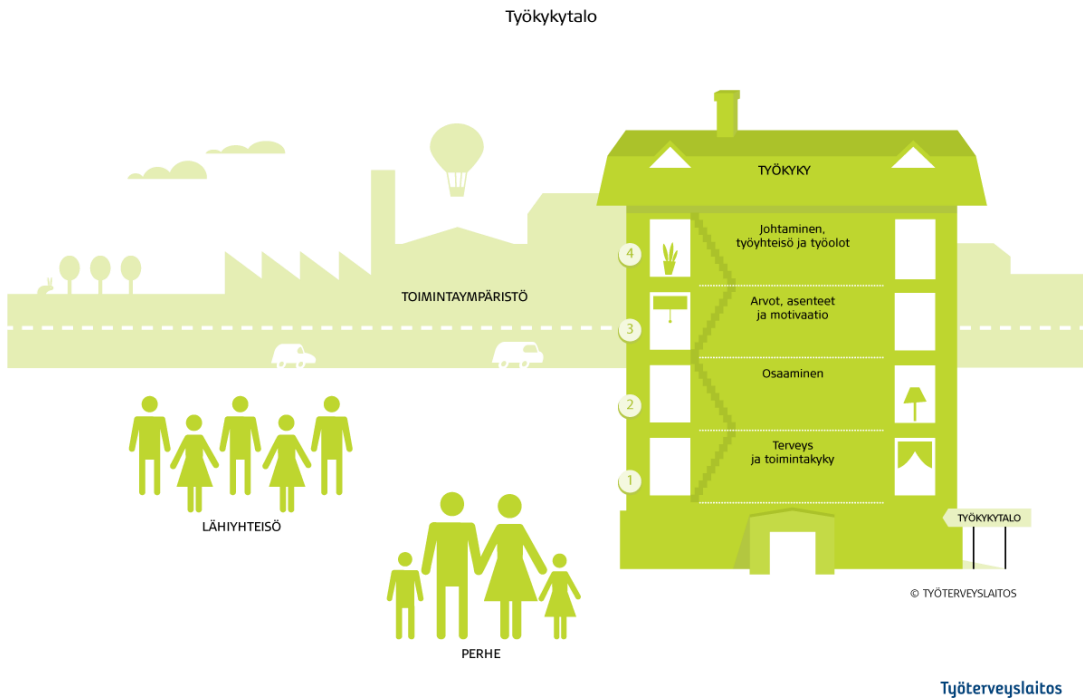 Työkykytalo
TYÖKYKY
4
Johtaminen,
työyhteisö ja työolot
TOIMINTAYMPÄRISTÖ
3
Arvot, asenteet
ja motivaatio
2
Osaaminen
1
Terveys
ja toimintakyky
LÄHIYHTEISÖ
TYÖKYKYTALO
© TYÖTERVEYSLAITOS
PERHE
Työterveyslaitos